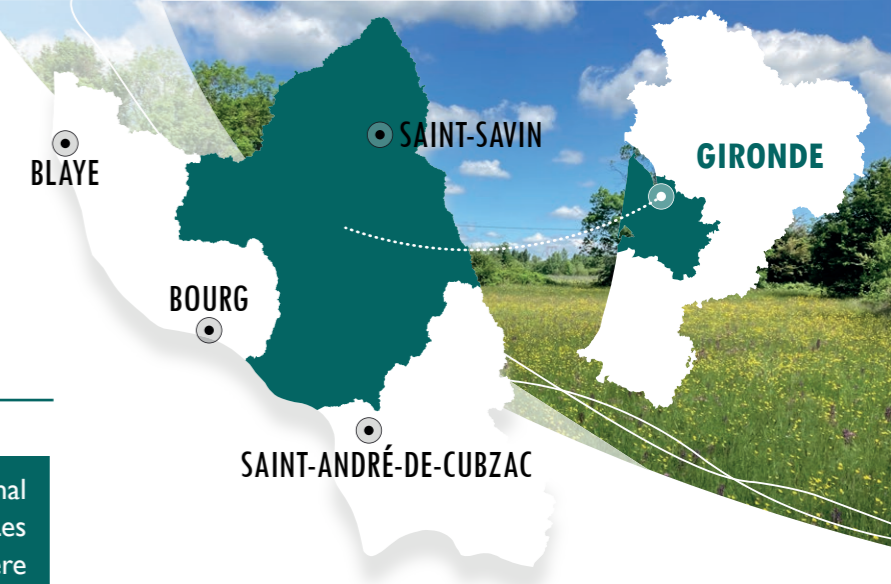 SAINT-SAVIN
GIRONDE
BLAYE
BOURG
SAINT-ANDRÉ-DE-CUBZAC